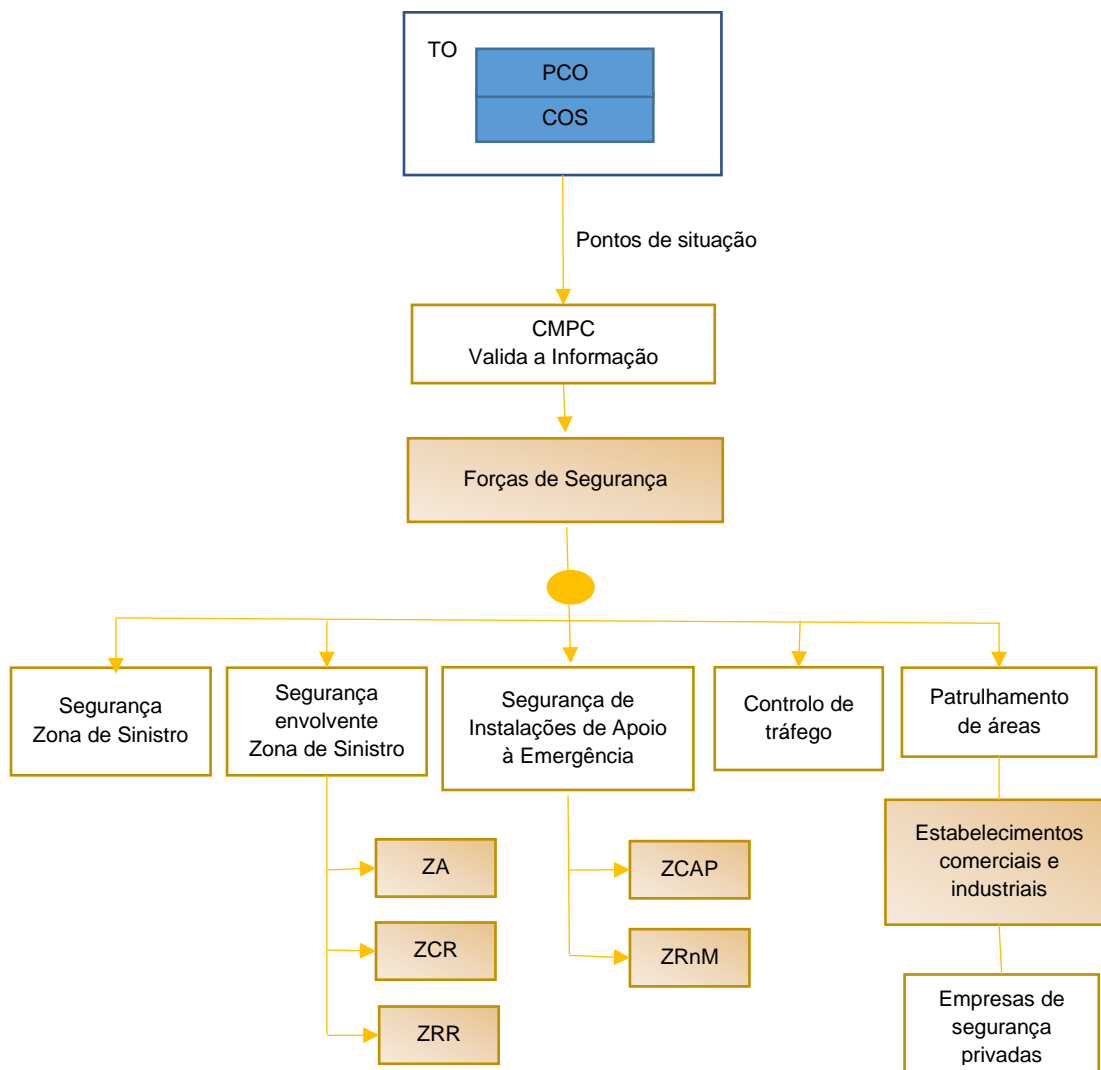 TO
PCO
COS
Pontos de situação
CMPC
Valida a Informação
Forças de Segurança
Segurança
Zona de Sinistro
Segurança
envolvente
Zona de Sinistro
Segurança de
Instalações de Apoio
à Emergência
Controlo de
tráfego
Patrulhamento
de áreas
ZA
ZCR
ZRR
ZCAP
ZRnM
Estabelecimentos
comerciais e
industriais
Empresas de
segurança
privadas